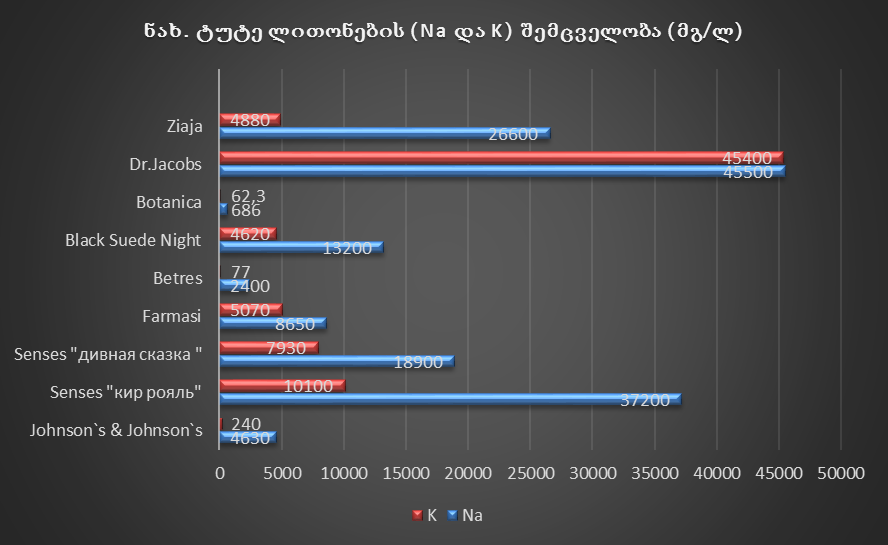 ნახ. ტუტე ლითონების (Na და K) შემცველობა (მგ/ლ)
Ziaja
4880
26600
Dr.Jacobs
45400
45500
Botanica
62,3
686
Black Suede Night
4620
13200
Betres
77
2400
Farmasi
5070
8650
Senses "дивная сказка "
7930
18900
Senses "кир рояль"
10100
37200
Johnson`s & Johnson`s
240
4630
0 5000 10000 15000 20000 25000 30000 35000 40000 45000 50000
K Na